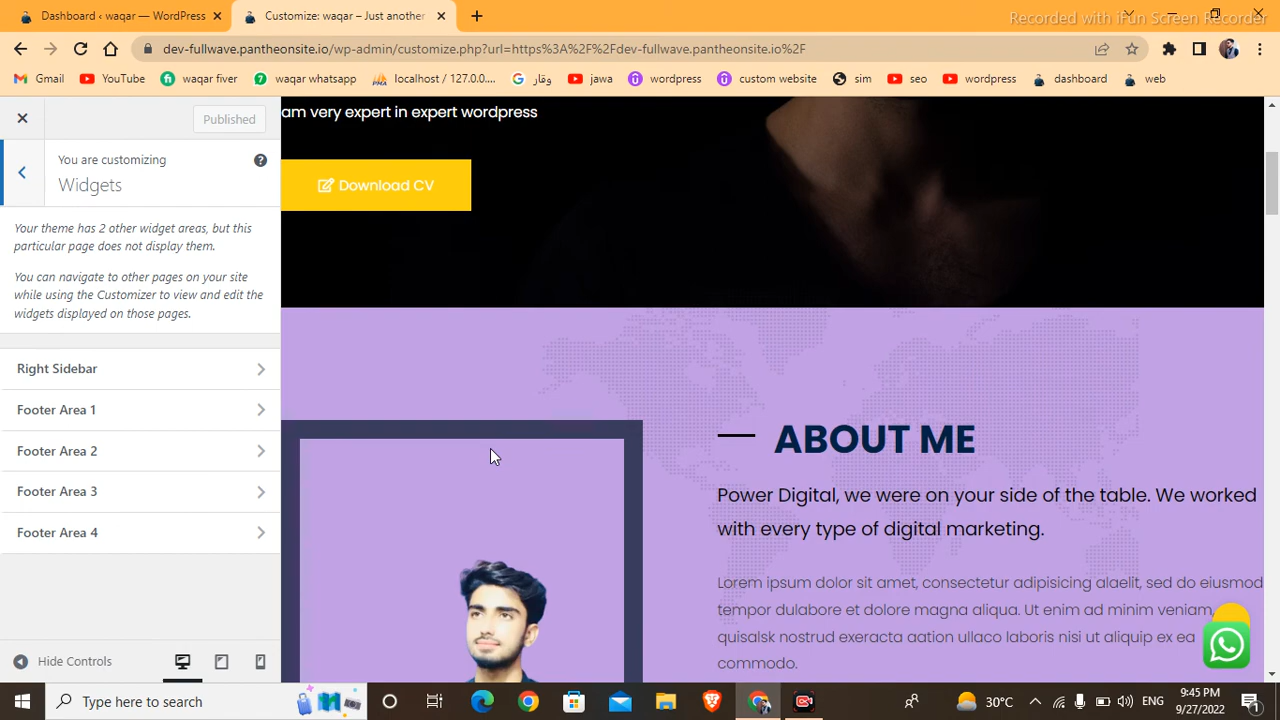 Recorded with iFun Screen Recorder
Dashboard ‹ waqar — WordPress
Customize: waqar – Just another
dev-fullwave.pantheonsite.io/wp-admin/customize.php?url=https%3A%2F%2Fdev-fullwave.pantheonsite.io%2F
Gmail YouTube waqar fiver waqar whatsapp localhost / 127.0.0.... وقار jawa wordpress custom website sim seo wordpress dashboard web
Published
You are customizing
Widgets
Your theme has 2 other widget areas, but this
particular page does not display them.
You can navigate to other pages on your site
while using the Customizer to view and edit the
widgets displayed on those pages.
Right Sidebar
Footer Area 1
Footer Area 2
Footer Area 3
Footer Area 4
Hide Controls
am very expert in expert wordpress
Download CV
ABOUT ME
Power Digital, we were on your side of the table. We worked
with every type of digital marketing.
Lorem ipsum dolor sit amet, consectetur adipisicing alaelit, sed do eiusmod
tempor dulabore et dolore magna aliqua. Ut enim ad minim veniam,
quisalsk nostrud exeracta aation ullaco laboris nisi ut aliquip ex ea
commodo.
Type here to search
30°C
ENG
9:45 PM
9/27/2022
1